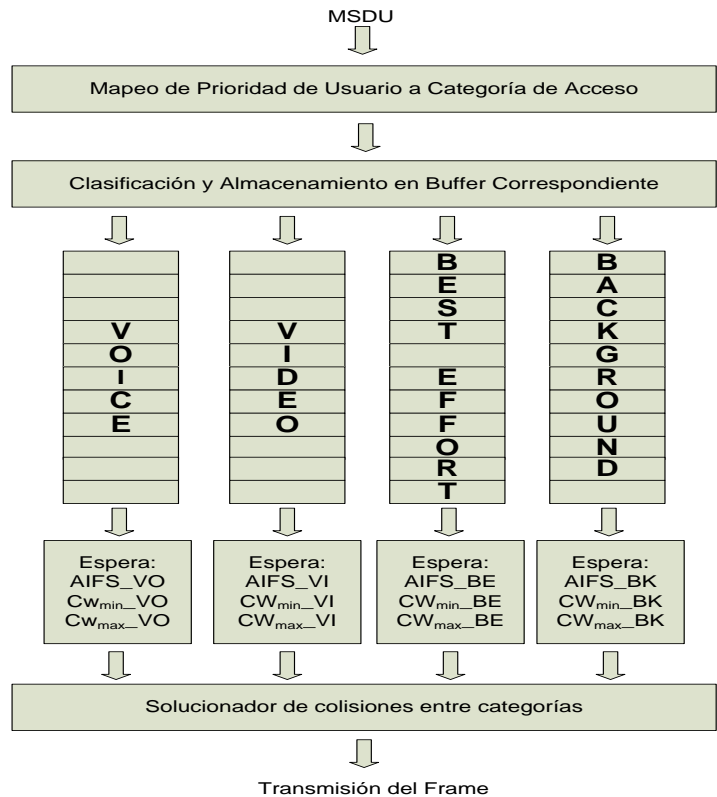 MSDU
Mapeo de Prioridad de Usuario a Categoría de Acceso
Clasificación y Almacenamiento en Buffer Correspondiente
VOICE
VIDEO
BEST EFFORT
BACKGROUND
Espera:
AIFS_VO
Cwmin_VO
Cwmax_VO
Espera:
AIFS_VI
CWmin_VI
CWmax_VI
Espera:
AIFS_BE
CWmin_BE
CWmax_BE
Espera:
AIFS_BK
CWmin_BK
CWmax_BK
Solucionador de colisiones entre categorías
Transmisión del Frame